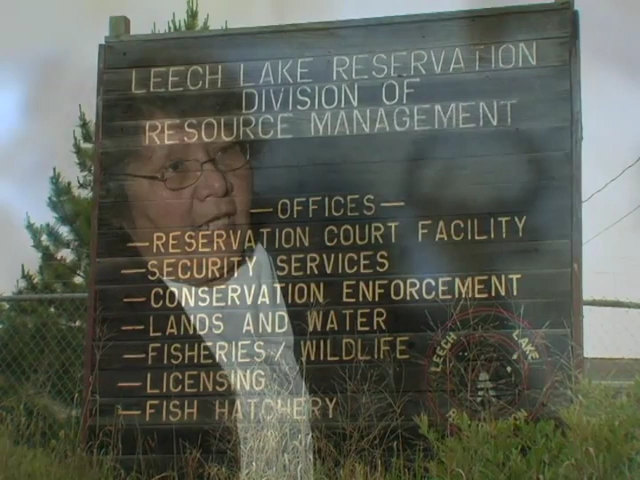 LEECH LAKE RESERVATION
DIVISION OF
RESOURCE MANAGEMENT
—OFFICES—
—RESERVATION COURT FACILITY
—SECURITY SERVICES
—CONSERVATION ENFORCEMENT
—LANDS AND WATER
—FISHERIES/ WILDLIFE
—LICENSING
—FISH HATCHERY
LEECH LAKE